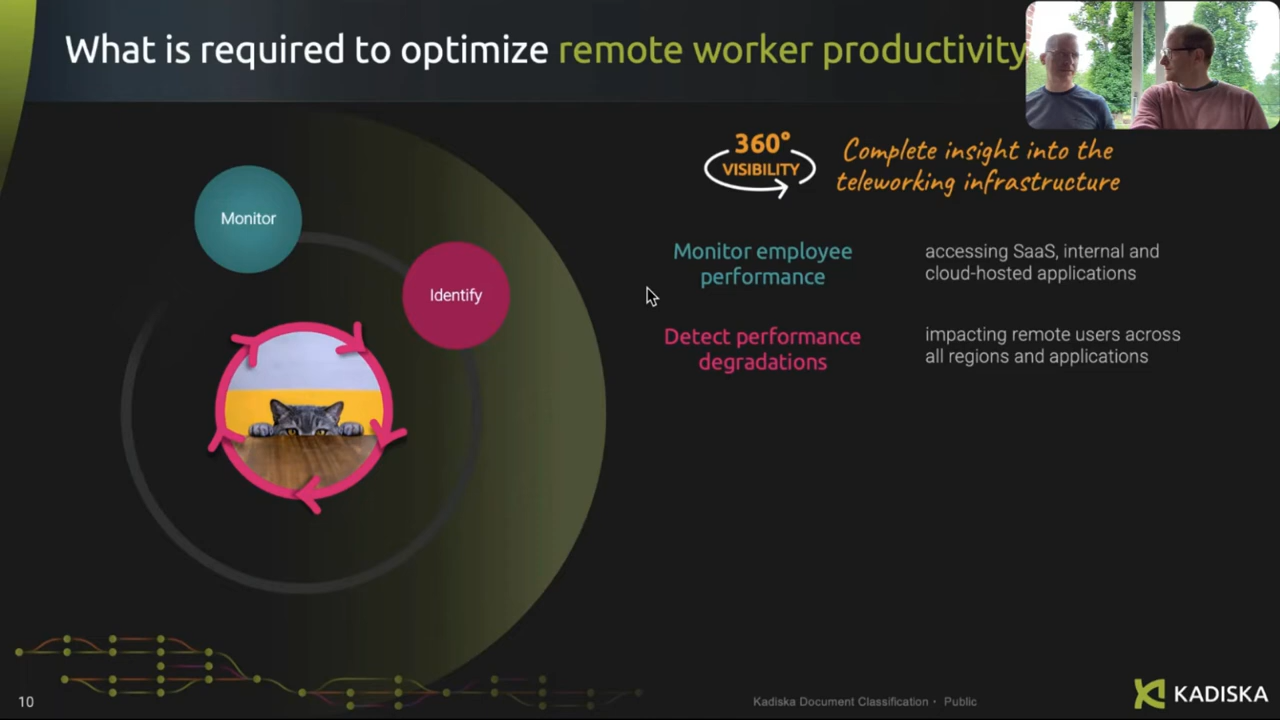 What is required to optimize remote worker productivity
360°
VISIBILITY
Complete insight into the
teleworking infrastructure
Monitor
Identify
Monitor employee
performance
accessing SaaS, internal and
cloud-hosted applications
Detect performance
degradations
impacting remote users across
all regions and applications
10
Kadiska Document Classification · Public
KADISKA